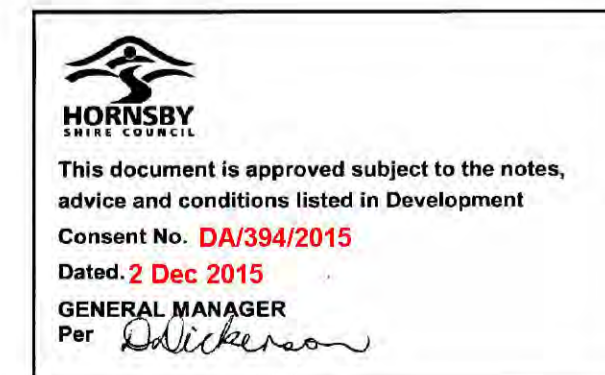 HORNSBY
SHIRE COUNCIL
This document is approved subject to the notes,
advice and conditions listed in Development
Consent No. DA/394/2015
Dated. 2 Dec 2015
GENERAL MANAGER
Per D. Dickerson